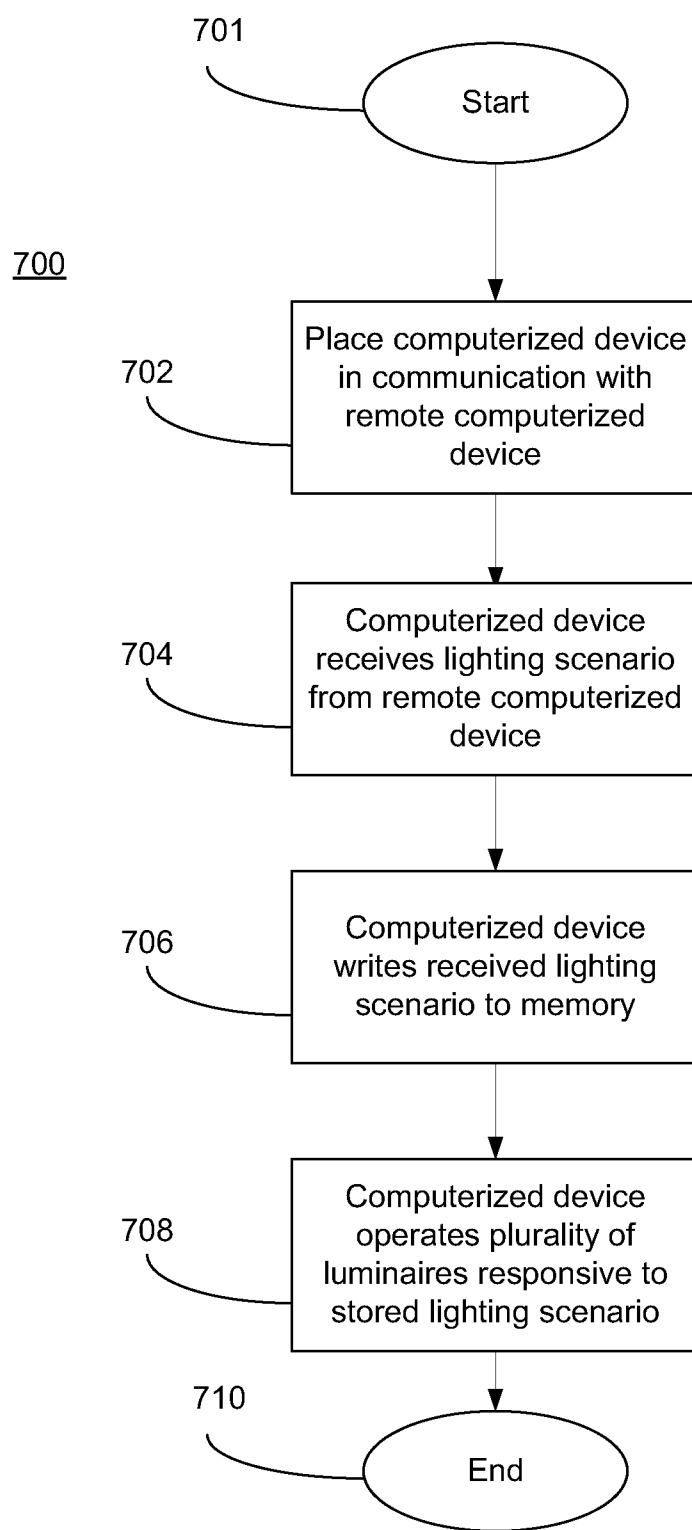 701
Start
700
702
Place computerized device
in communication with
remote computerized
device
704
Computerized device
receives lighting scenario
from remote computerized
device
706
Computerized device
writes received lighting
scenario to memory
708
Computerized device
operates plurality of
luminaires responsive to
stored lighting scenario
710
End